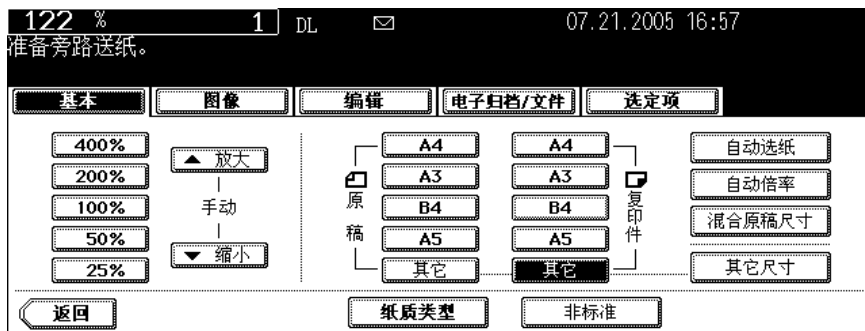 122 % 1 DL 07.21.2005 16:57
准备旁路送纸。
基本 图像 编辑 电子归档/文件 选定项
400% ▲ 放大 A4 A4 自动选纸
200% A3 A3 自动倍率
100% 手动 原稿 B4 B4 复印件 混合原稿尺寸
50% ▼ 缩小 A5 A5
25% 其它 其它 其它尺寸
返回 纸质类型 非标准